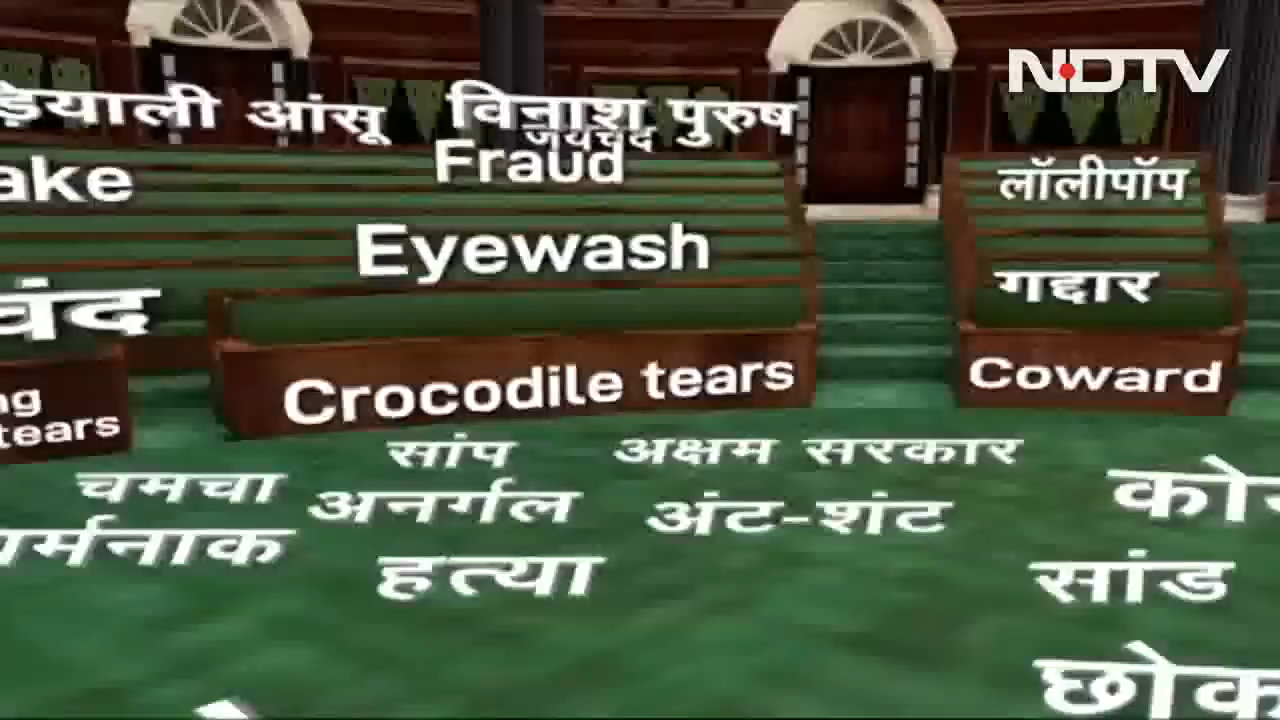 NDTV
आंसू
विनाश पुरुष
जयचंद
Fraud
लॉलीपॉप
Eyewash
गद्दार
Crocodile tears
Coward
tears
सांप
अक्षम सरकार
चमचा
अनर्गल
अंट-शंट
हत्या
सांड